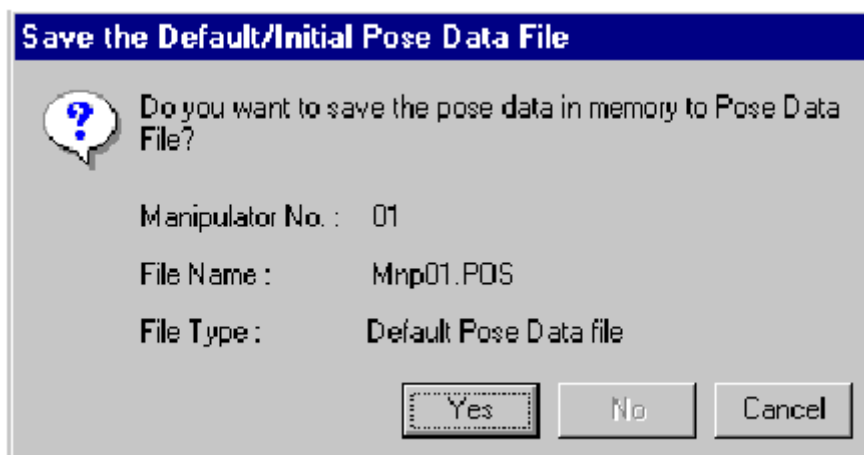 Save the Default/Initial Pose Data File
Do you want to save the pose data in memory to Pose Data
File?
Manipulator No. : 01
File Name : Mnp01.POS
File Type : Default Pose Data file
Yes No Cancel